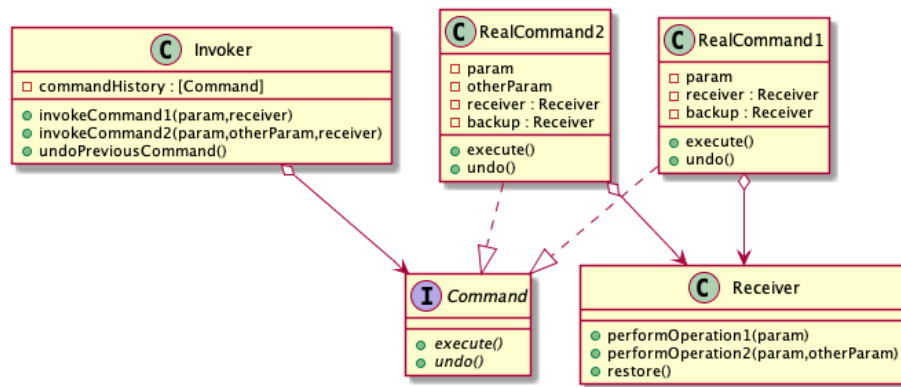 C Invoker
commandHistory : [Command]
invokeCommand1(param,receiver)
invokeCommand2(param,otherParam,receiver)
undoPreviousCommand()
C RealCommand2
param
otherParam
receiver : Receiver
backup : Receiver
execute()
undo()
C RealCommand1
param
receiver : Receiver
backup : Receiver
execute()
undo()
I Command
execute()
undo()
C Receiver
performOperation1(param)
performOperation2(param,otherParam)
restore()